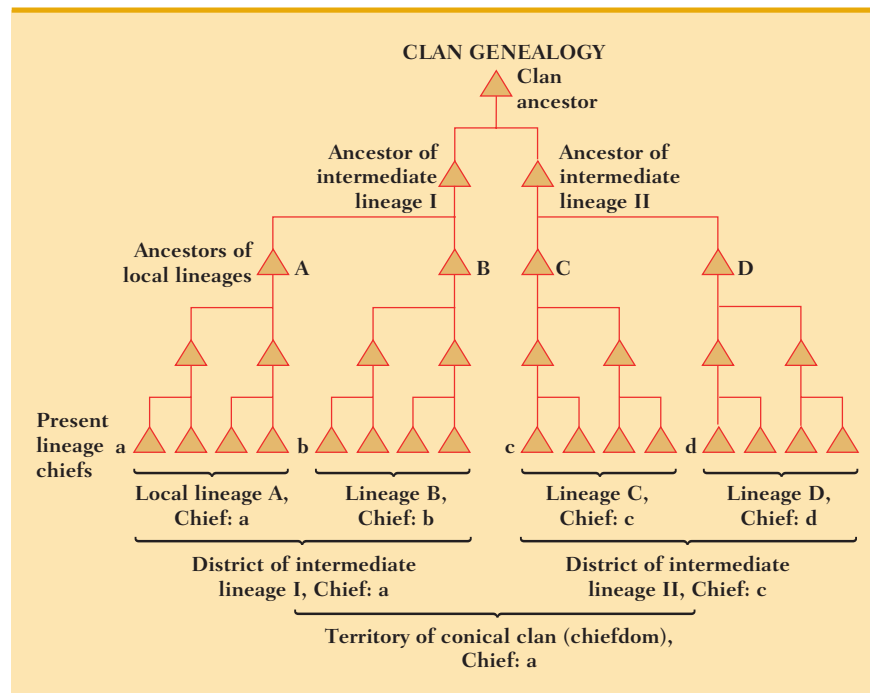 CLAN GENEALOGY
Clan
ancestor
Ancestor of
intermediate
lineage I
Ancestor of
intermediate
lineage II
Ancestors of
local lineages
A
B
C
D
Present
lineage
chiefs
a
b
c
d
Local lineage A,
Chief: a
Lineage B,
Chief: b
Lineage C,
Chief: c
Lineage D,
Chief: d
District of intermediate
lineage I, Chief: a
District of intermediate
lineage II, Chief: c
Territory of conical clan (chiefdom),
Chief: a